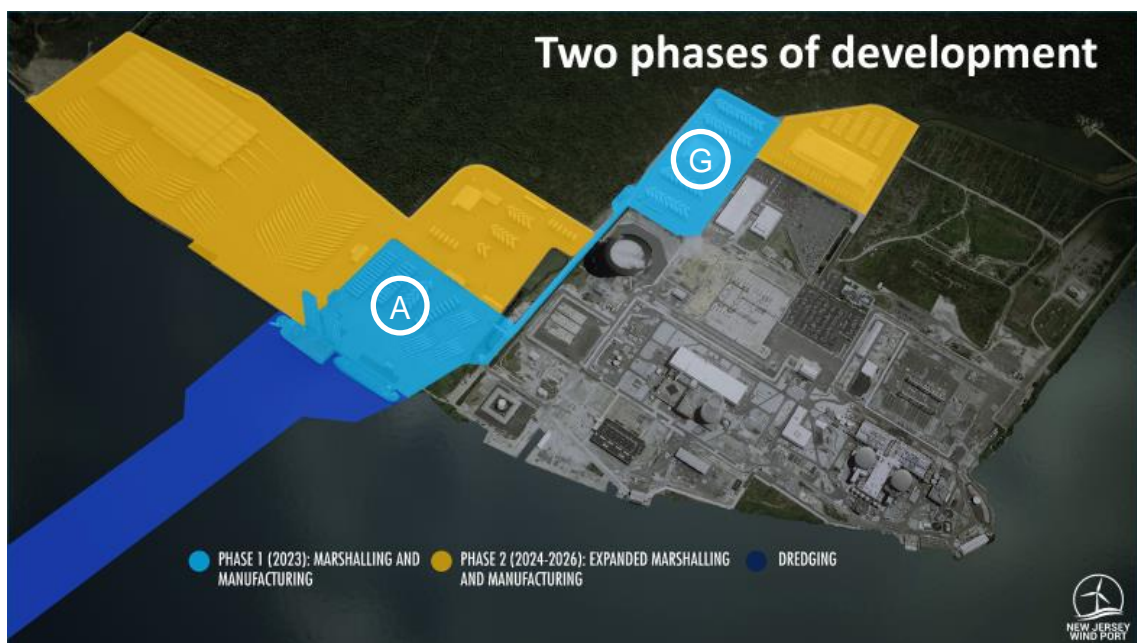 Two phases of development
G
A
PHASE 1 (2023): MARSHALLING AND
MANUFACTURING
PHASE 2 (2024-2026): EXPANDED MARSHALLING
AND MANUFACTURING
DREDGING
NEW JERSEY
WIND PORT